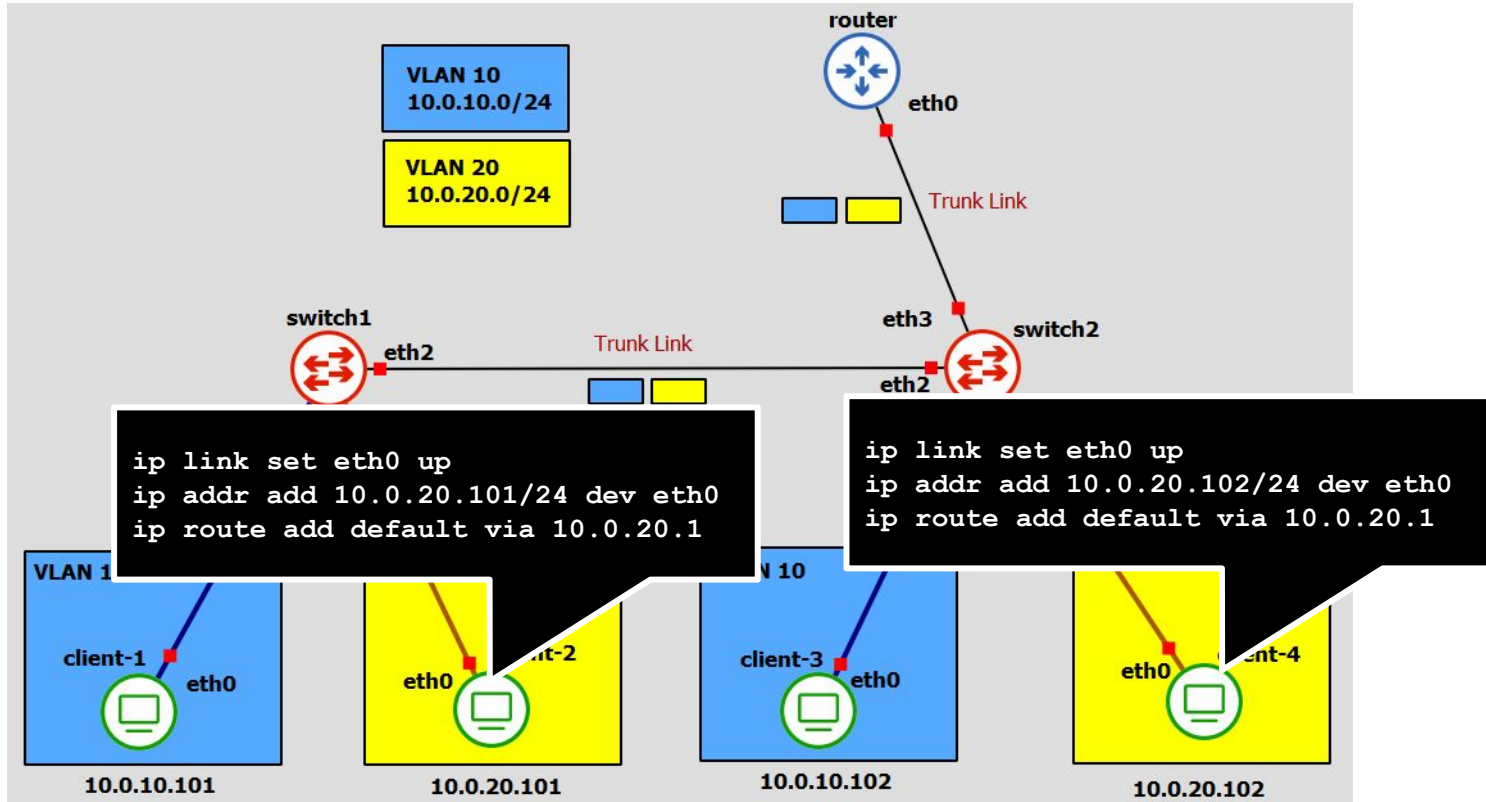 router
VLAN 10
10.0.10.0/24
eth0
VLAN 20
10.0.20.0/24
Trunk Link
switch1
eth3
switch2
eth2
Trunk Link
eth2
ip link set eth0 up
ip addr add 10.0.20.101/24 dev eth0
ip route add default via 10.0.20.1
ip link set eth0 up
ip addr add 10.0.20.102/24 dev eth0
ip route add default via 10.0.20.1
VLAN 1
10
client-1
eth0
eth0
client-3
eth0
eth0
10.0.10.101
10.0.20.101
10.0.10.102
10.0.20.102